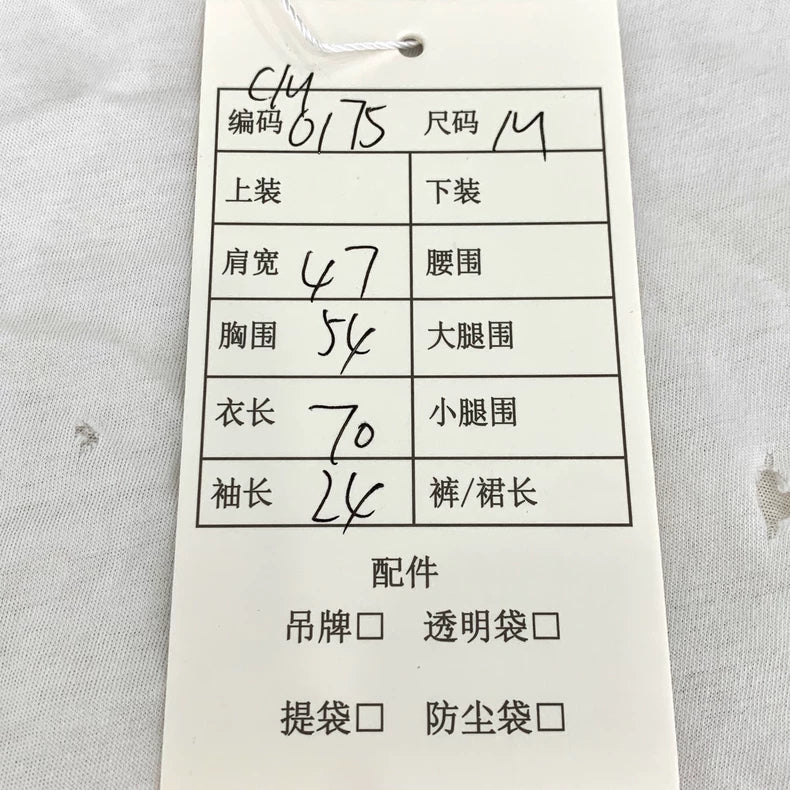 CM
编码 0175 尺码 M
上装 下装
肩宽 47 腰围
胸围 54 大腿围
衣长 70 小腿围
袖长 24 裤/裙长
配件
吊牌□ 透明袋□
提袋□ 防尘袋□